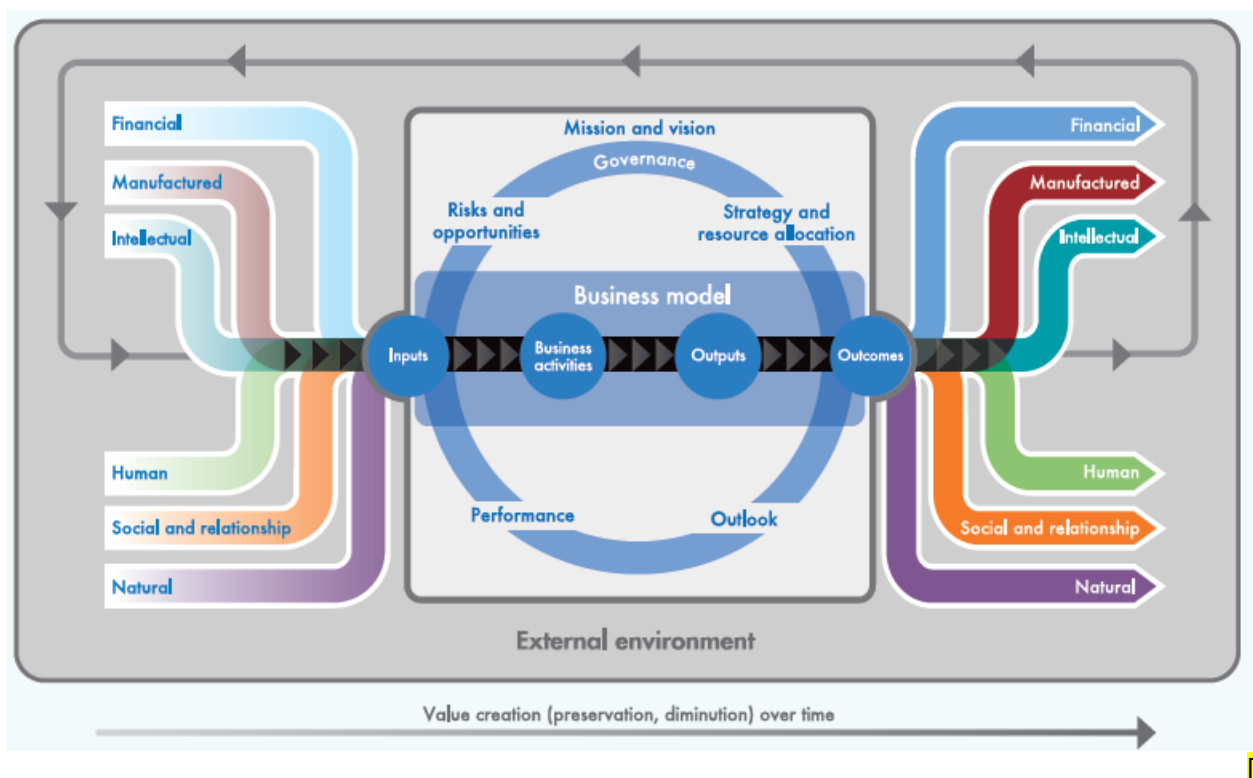 Financial
Manufactured
Intellectual
Human
Social and relationship
Natural
Mission and vision
Governance
Risks and
opportunities
Strategy and
resource allocation
Business model
Inputs
Business
activities
Outputs
Outcomes
Performance
Outlook
Financial
Manufactured
Intellectual
Human
Social and relationship
Natural
External environment
Value creation (preservation, diminution) over time